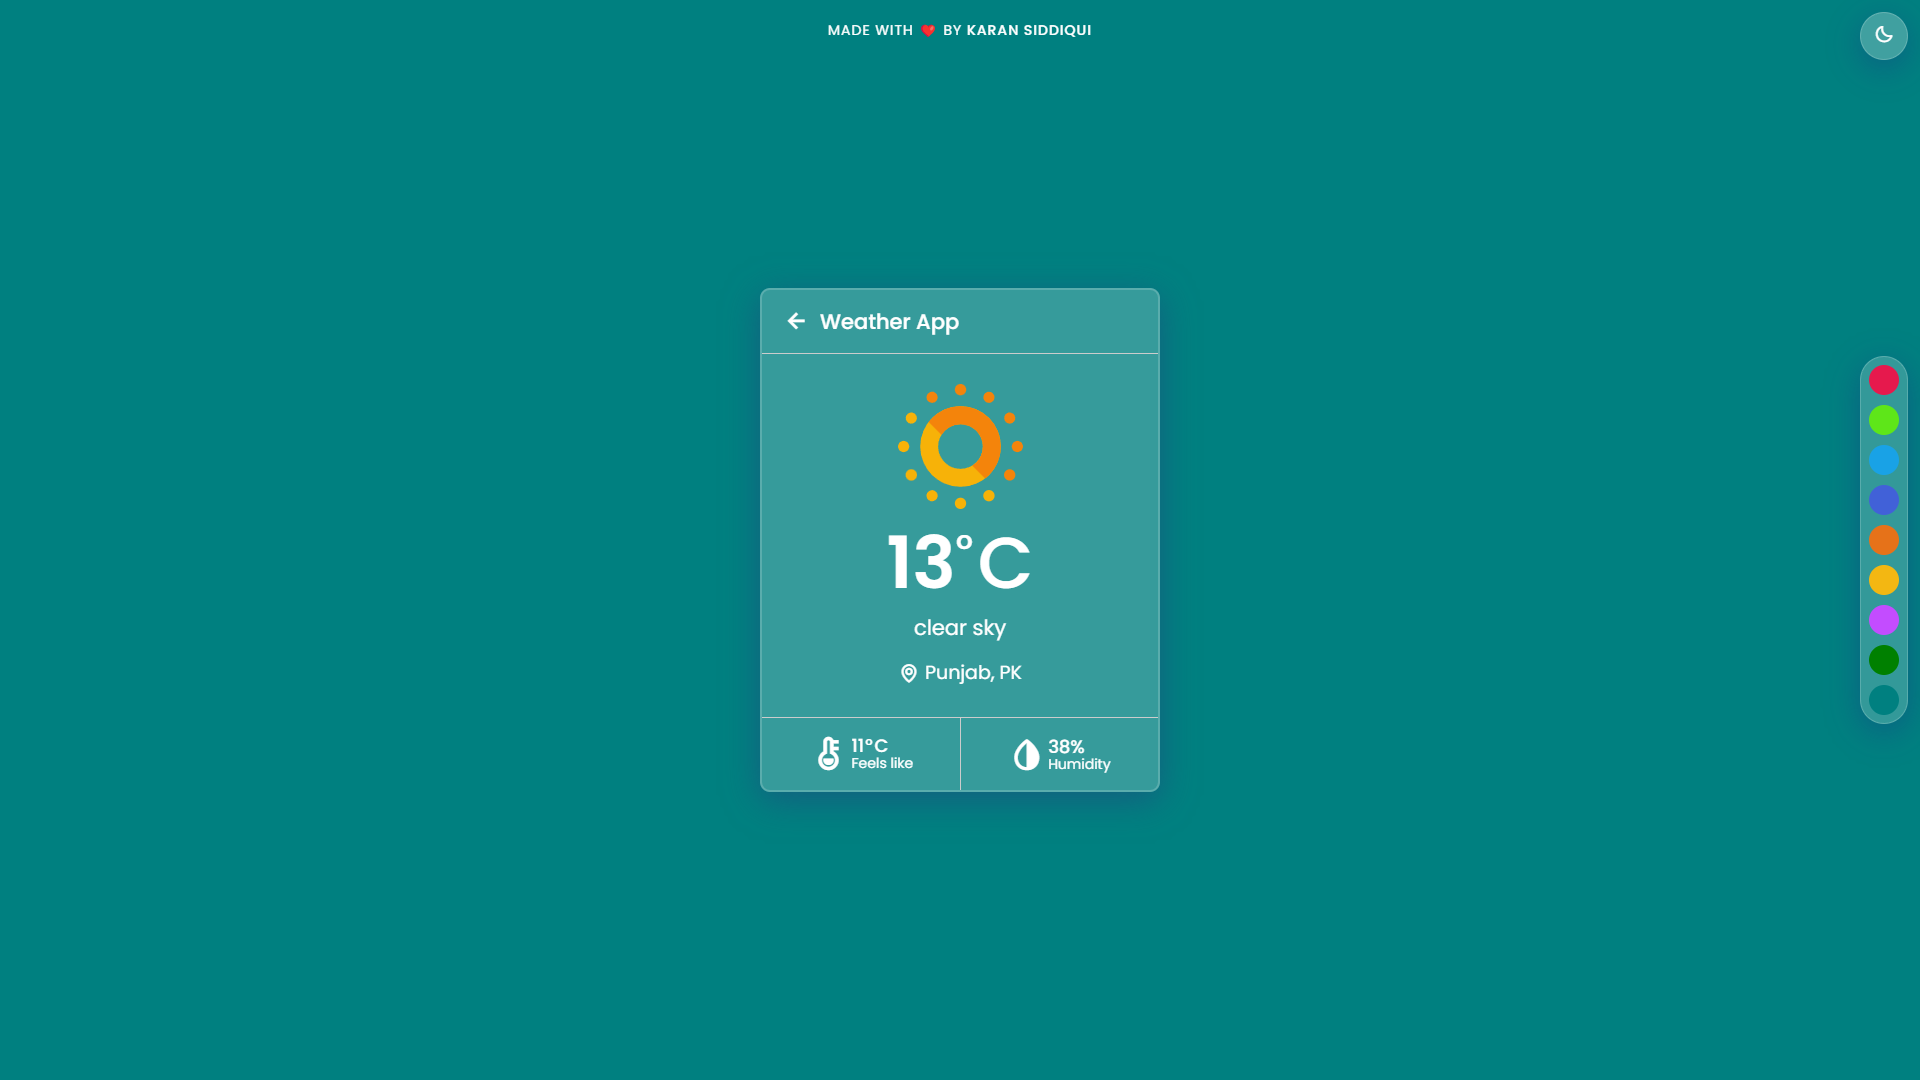 MADE WITH ❤️ BY KARAN SIDDIQUI
Weather App
13°C
clear sky
Punjab, PK
11°C
Feels like
38%
Humidity